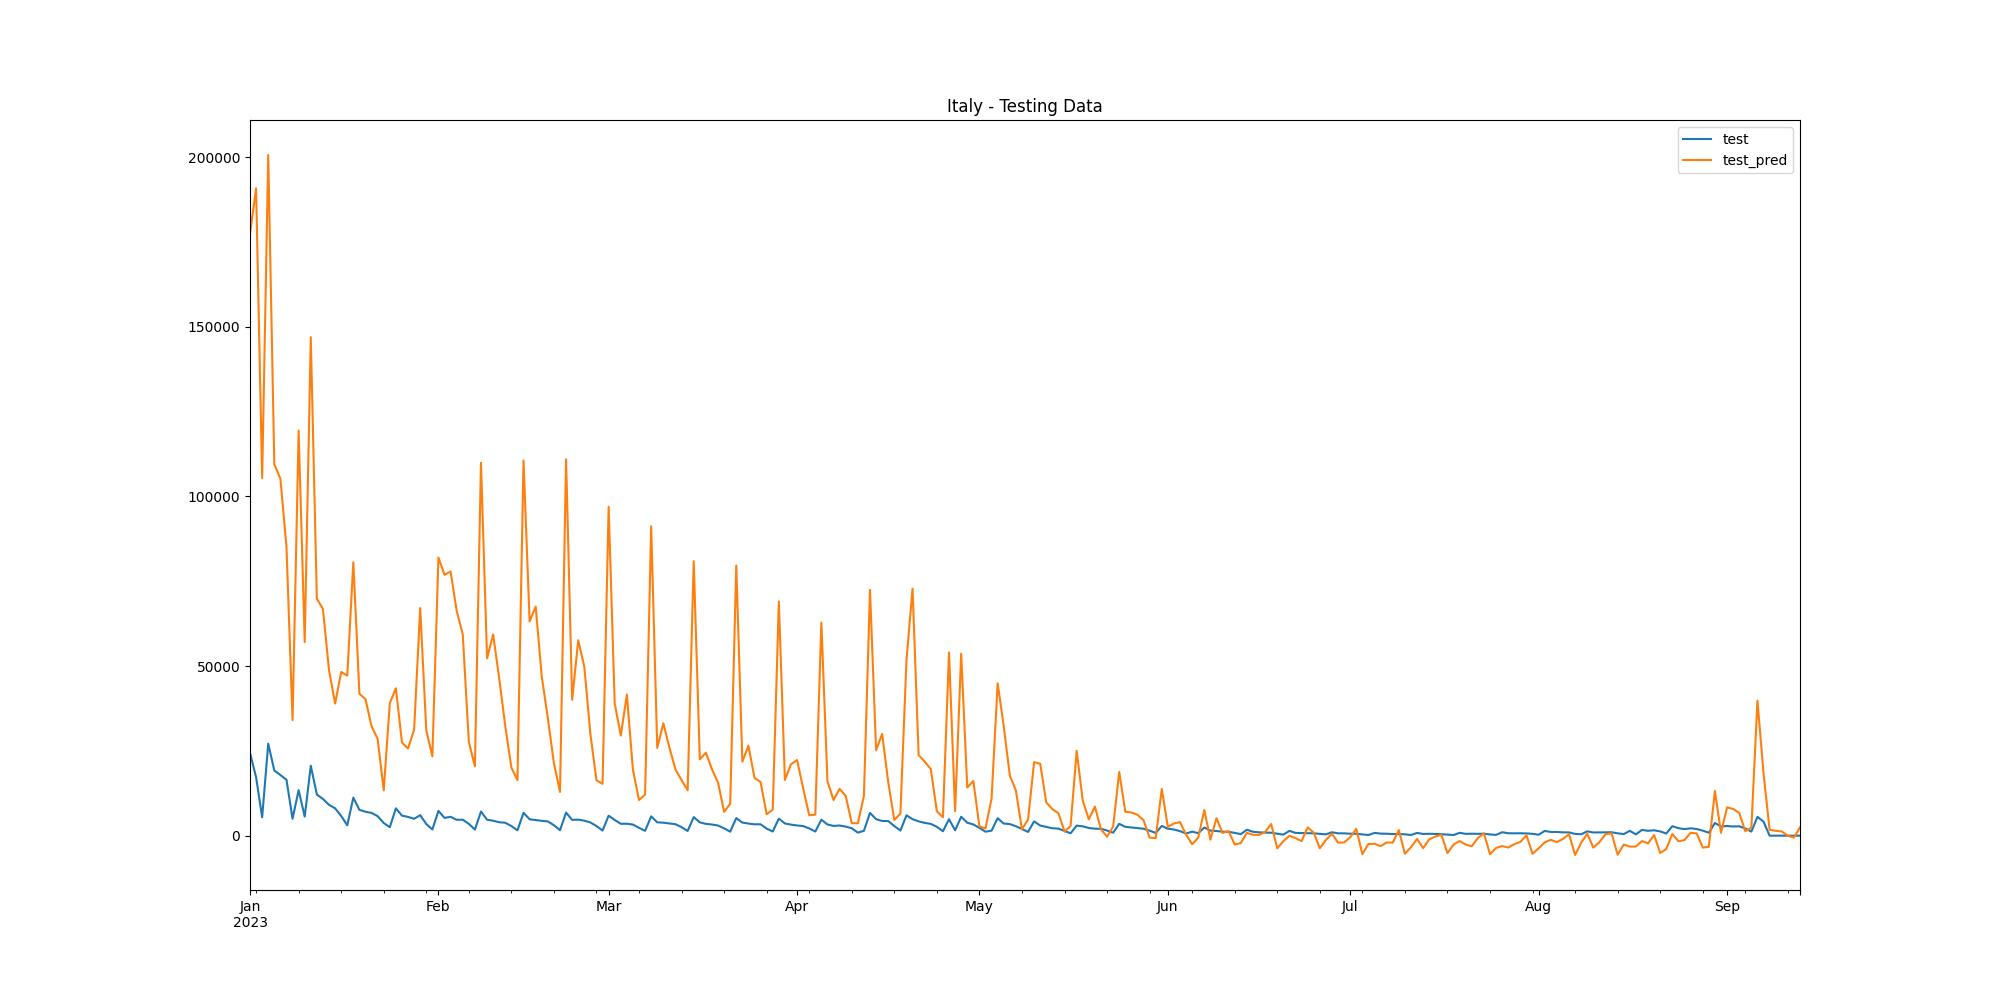 Italy - Testing Data
test
test_pred
200000
150000
100000
50000
0
Jan Feb Mar Apr May Jun Jul Aug Sep
2023